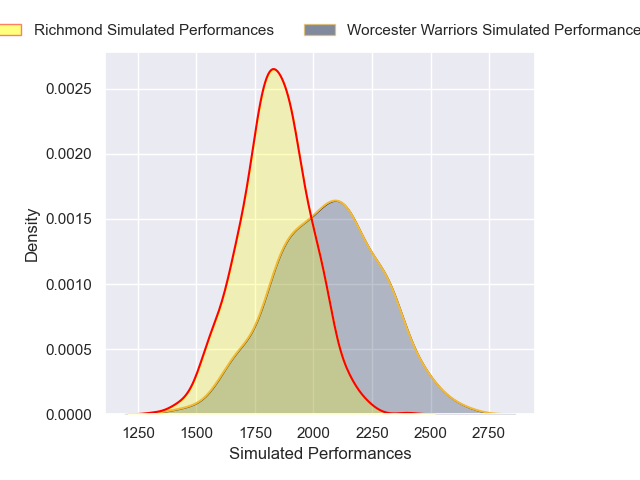 Richmond Simulated Performances
Worcester Warriors Simulated Performance
0.0025
0.0020
0.0015
0.0010
0.0005
0.0000
Density
1250 1500 1750 2000 2250 2500 2750
Simulated Performances